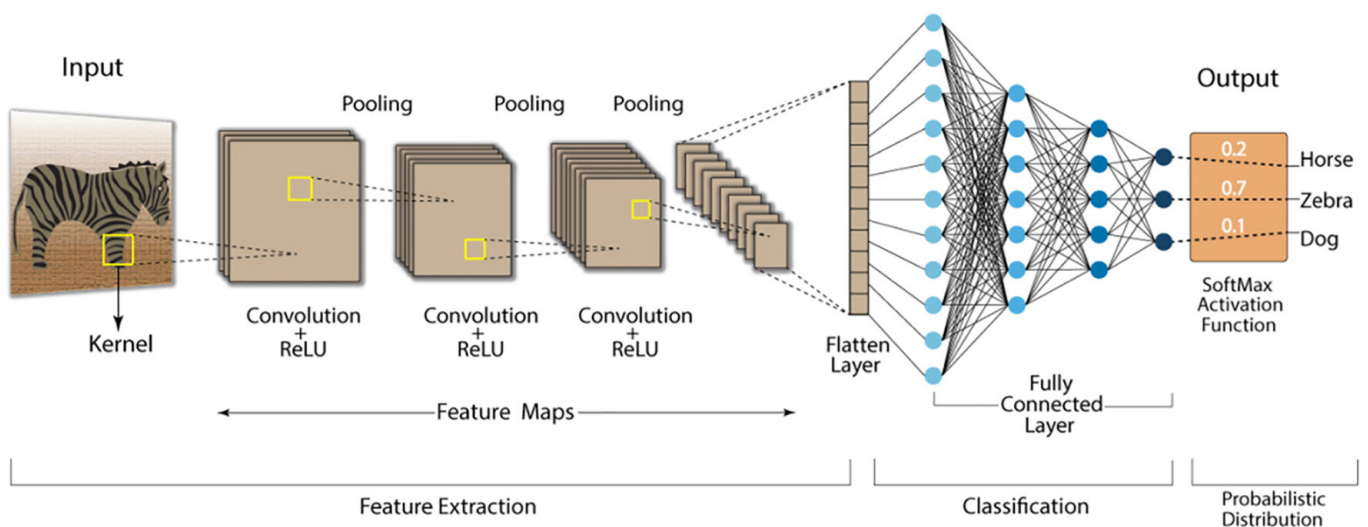 Input
Pooling
Pooling
Pooling
Output
0.2
Horse
0.7
Zebra
0.1
Dog
SoftMax
Activation
Function
Kernel
Convolution
+
ReLU
Convolution
+
ReLU
Convolution
+
ReLU
Flatten
Layer
Fully
Connected
Layer
Feature Maps
Feature Extraction
Classification
Probabilistic
Distribution